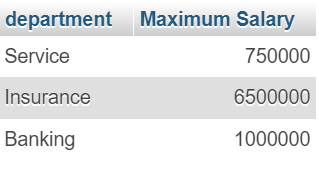 department Maximum Salary
Service 750000
Insurance 6500000
Banking 1000000